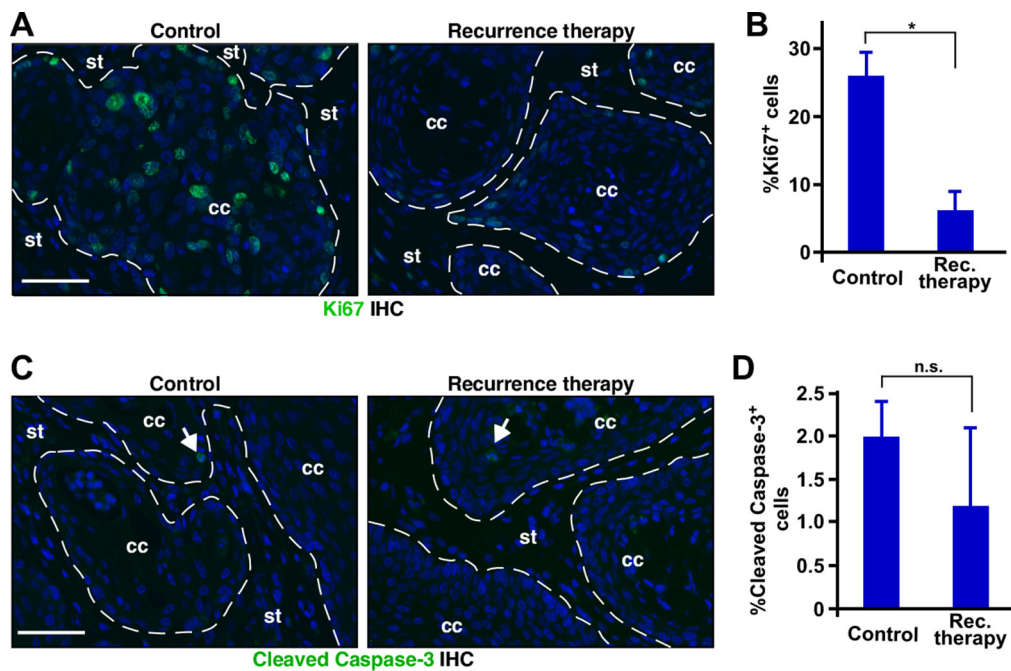 A
Control
Recurrence therapy
st
st
st
cc
st
st
cc
cc
cc
st
cc
Ki67 IHC
B
%Ki67+ cells
30
20
10
0
*
Control
Rec.
therapy
C
Control
Recurrence therapy
cc
st
cc
cc
st
cc
st
cc
cc
Cleaved Caspase-3 IHC
D
%Cleaved Caspase-3+
cells
n.s.
2.5
2.0
1.5
1.0
0.5
0
Control
Rec.
therapy